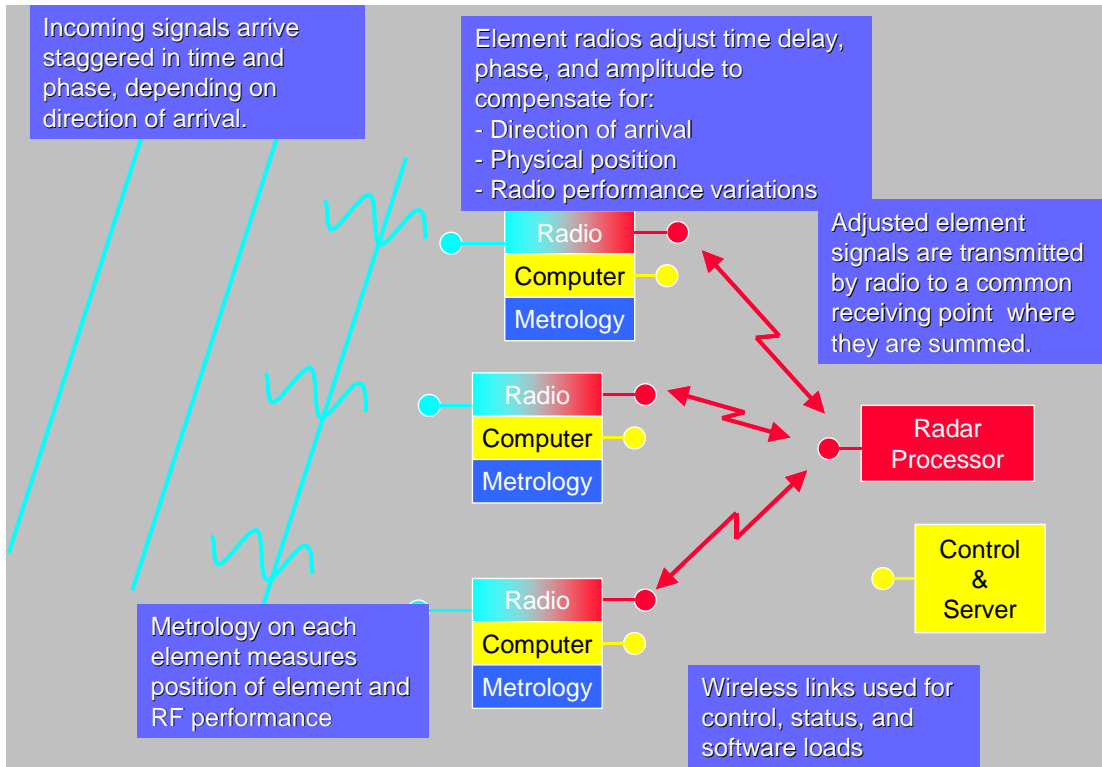 Incoming signals arrive
staggered in time and
phase, depending on
direction of arrival.
Element radios adjust time delay,
phase, and amplitude to
compensate for:
- Direction of arrival
- Physical position
- Radio performance variations
Adjusted element
signals are transmitted
by radio to a common
receiving point where
they are summed.
Radio
Computer
Metrology
Radio
Computer
Metrology
Radar
Processor
Control
&
Server
Radio
Computer
Metrology
Metrology on each
element measures
position of element and
RF performance
Wireless links used for
control, status, and
software loads